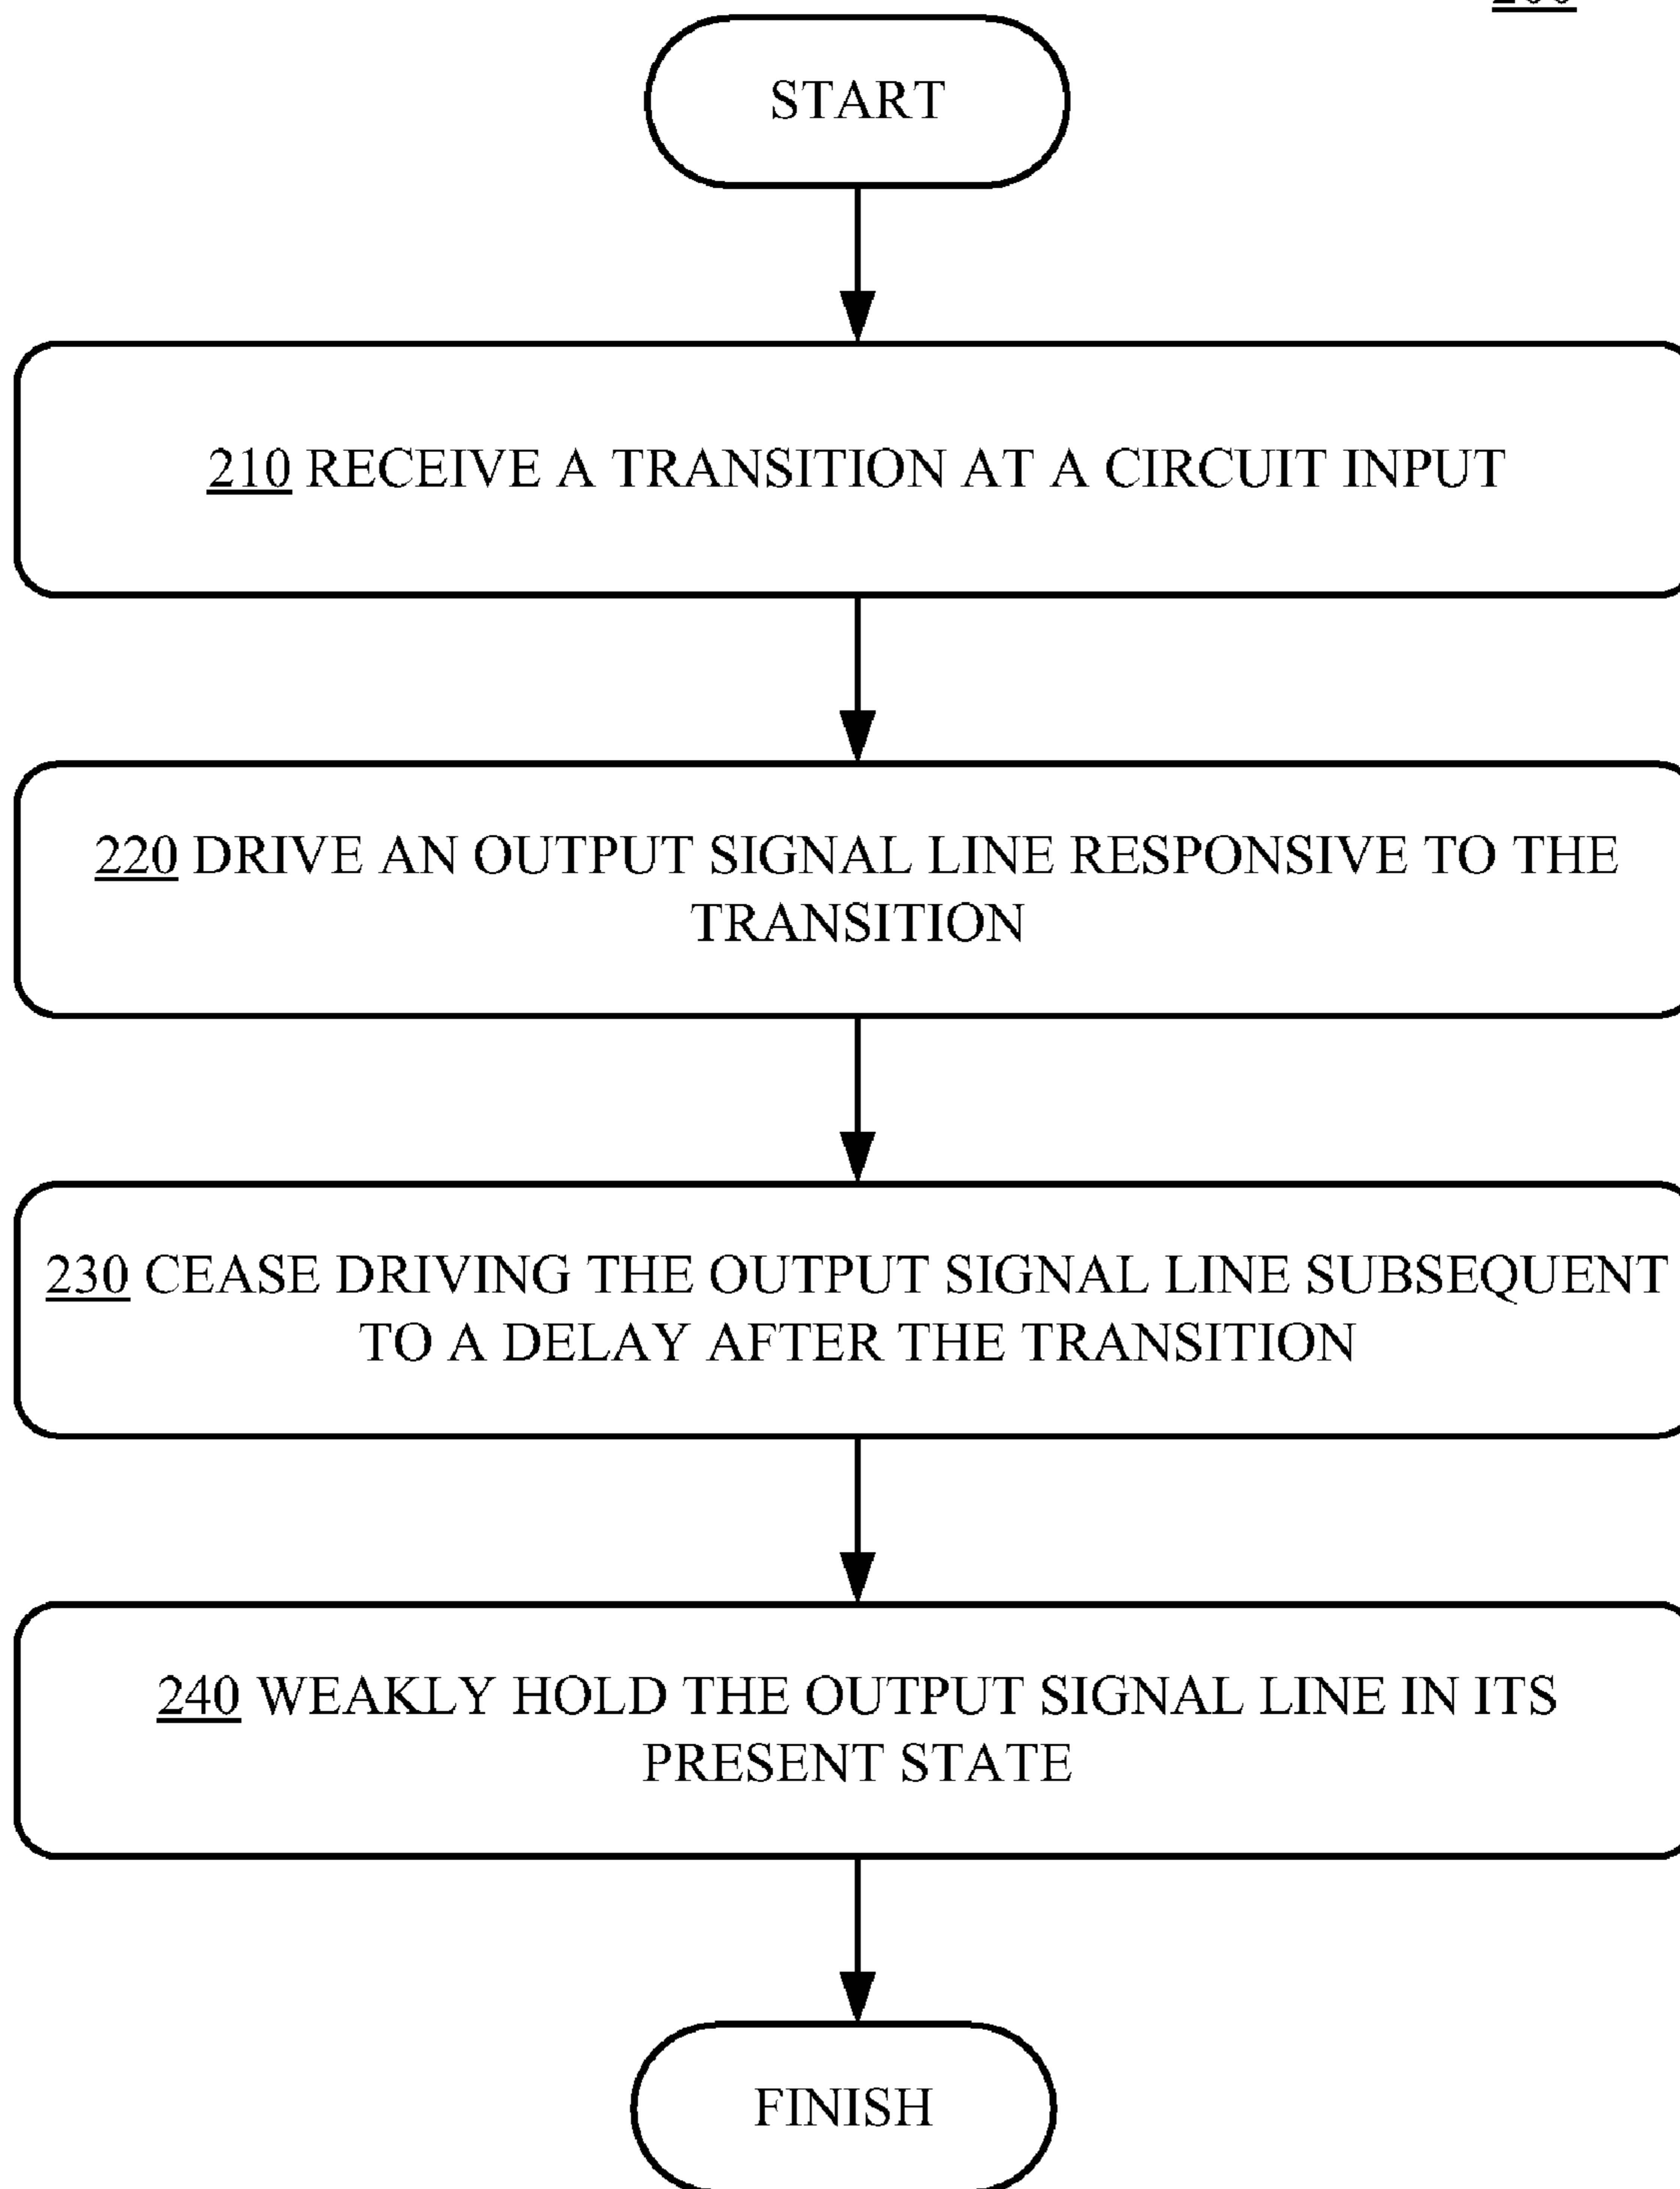 START
210 RECEIVE A TRANSITION AT A CIRCUIT INPUT
220 DRIVE AN OUTPUT SIGNAL LINE RESPONSIVE TO THE
TRANSITION
230 CEASE DRIVING THE OUTPUT SIGNAL LINE SUBSEQUENT
TO A DELAY AFTER THE TRANSITION
240 WEAKLY HOLD THE OUTPUT SIGNAL LINE IN ITS
PRESENT STATE
FINISH